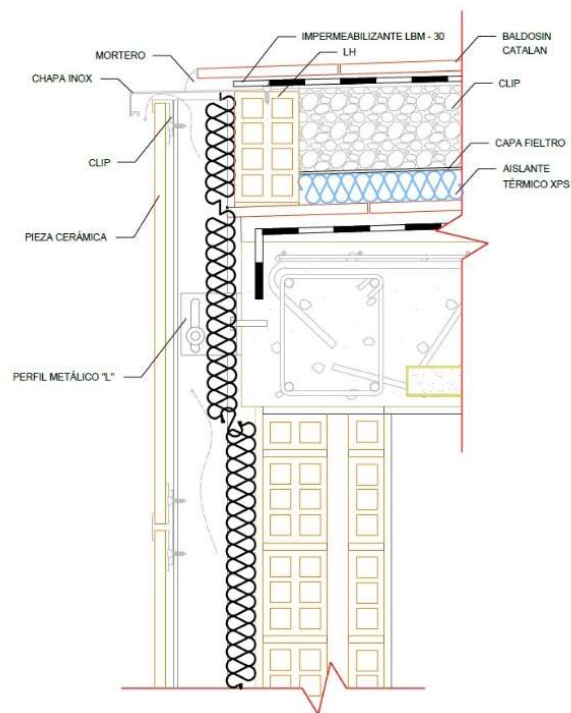 IMPERMEABILIZANTE LBM - 30
LH
BALDOSIN
CATALAN
MORTERO
CHAPA INOX
CLIP
CLIP
CAPA FIELTRO
AISLANTE
TÉRMICO XPS
PIEZA CERÁMICA
PERFIL METÁLICO "L"